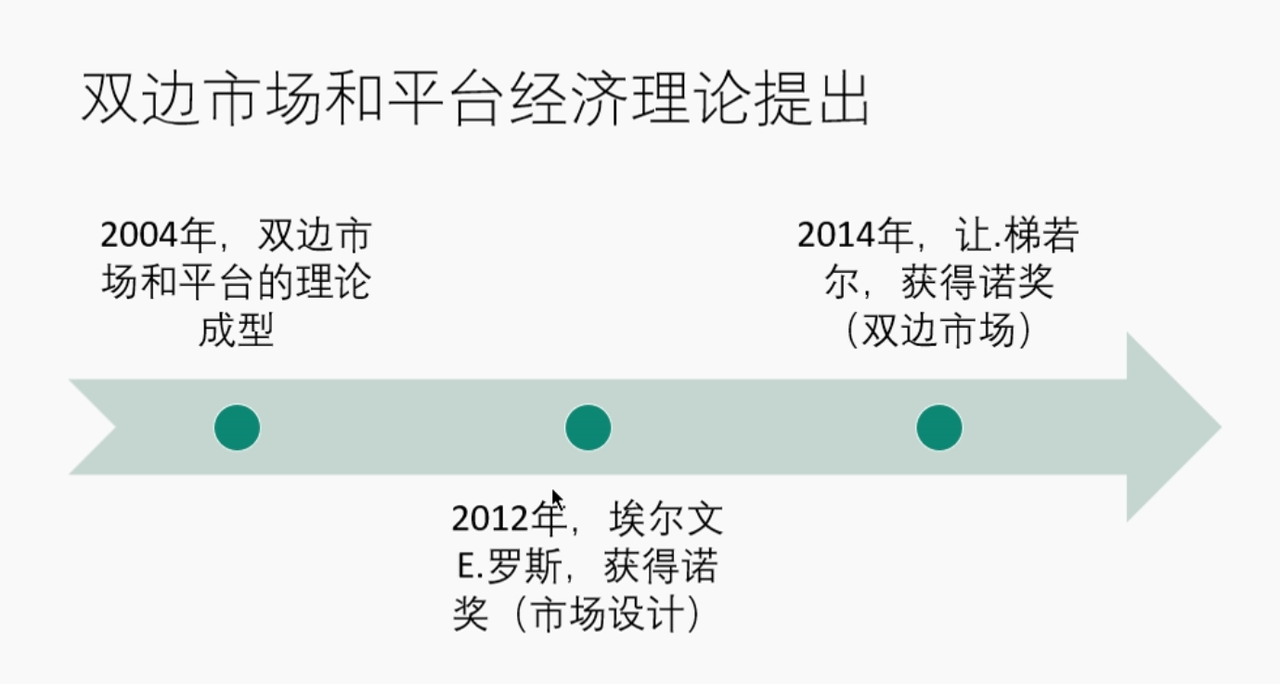 双边市场和平台经济理论提出
2004年，双边市
场和平台的理论
成型
2014年，让.梯若
尔，获得诺奖
（双边市场）
2012年，埃尔文
E.罗斯，获得诺
奖（市场设计）